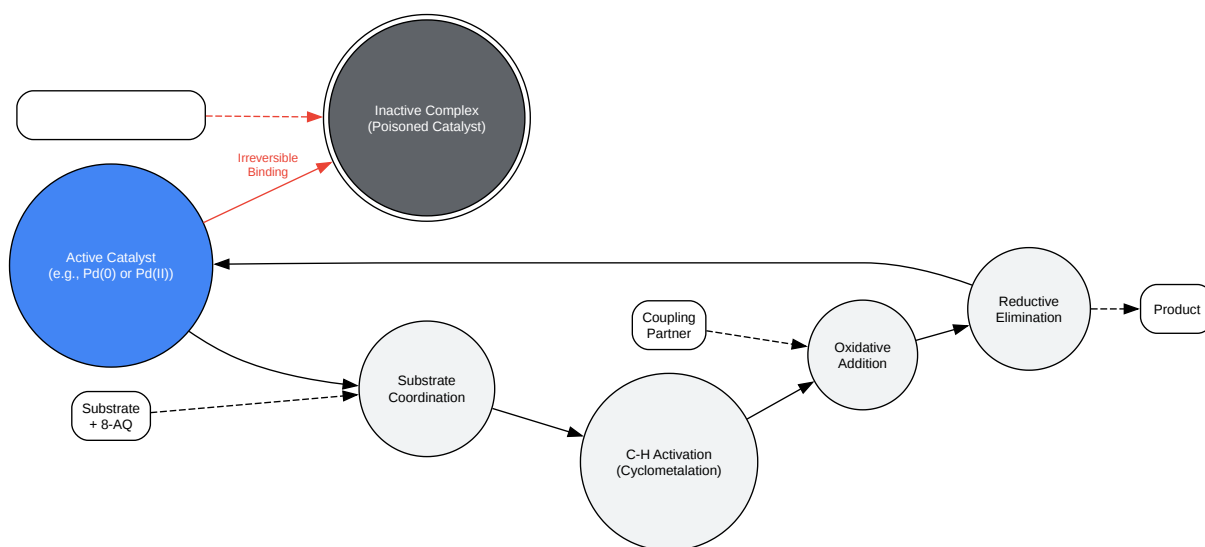 Inactive Complex
(Poisoned Catalyst)
Irreversible
Binding
Active Catalyst
(e.g., Pd(0) or Pd(II))
Reductive
Elimination
Product
Coupling
Partner
Oxidative
Addition
Substrate
Coordination
Substrate
+ 8-AQ
C-H Activation
(Cyclometalation)